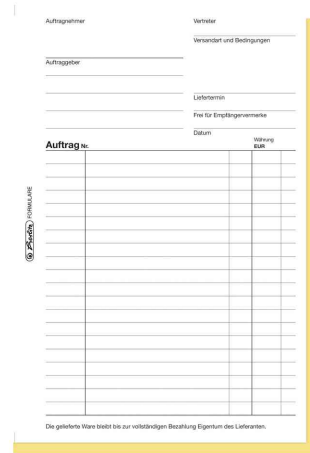 Auftragnehmer
Vertreter
Versandart und Bedingungen
Auftraggeber
Liefertermin
Frei für Empfängervermerke
Datum
Währung
Auftrag Nr.
EUR
Herlitz FORMULARE
Die gelieferte Ware bleibt bis zur vollständigen Bezahlung Eigentum des Lieferanten.